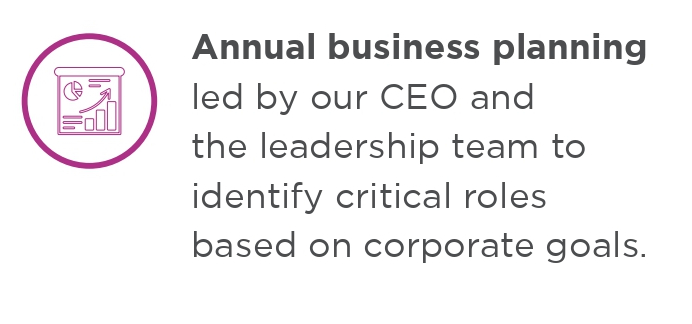 Annual business planning
led by our CEO and
the leadership team to
identify critical roles
based on corporate goals.